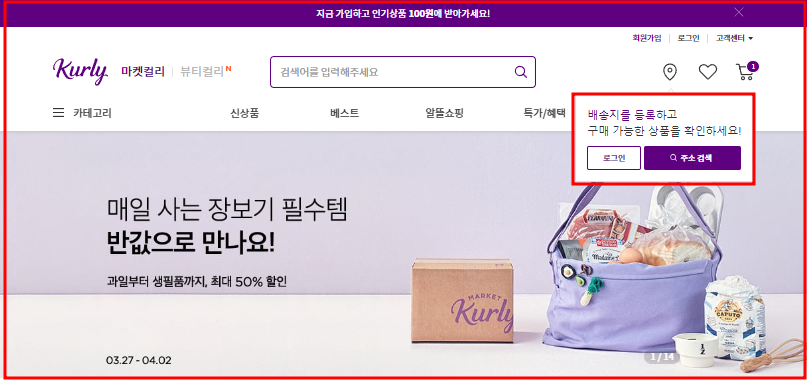 지금 가입하고 인기상품 100원에 받아가세요!
회원가입 로그인 고객센터
Kurly 마켓컬리 뷰티컬리 N
검색어를 입력해주세요
1
카테고리 신상품 베스트 알뜰쇼핑 특가/혜택
배송지를 등록하고
구매 가능한 상품을 확인하세요!
로그인 주소 검색
매일 사는 장보기 필수템
반값으로 만나요!
과일부터 생필품까지, 최대 50% 할인
MARKET
Kurly
CAPUTO
03.27 - 04.02
1 / 14